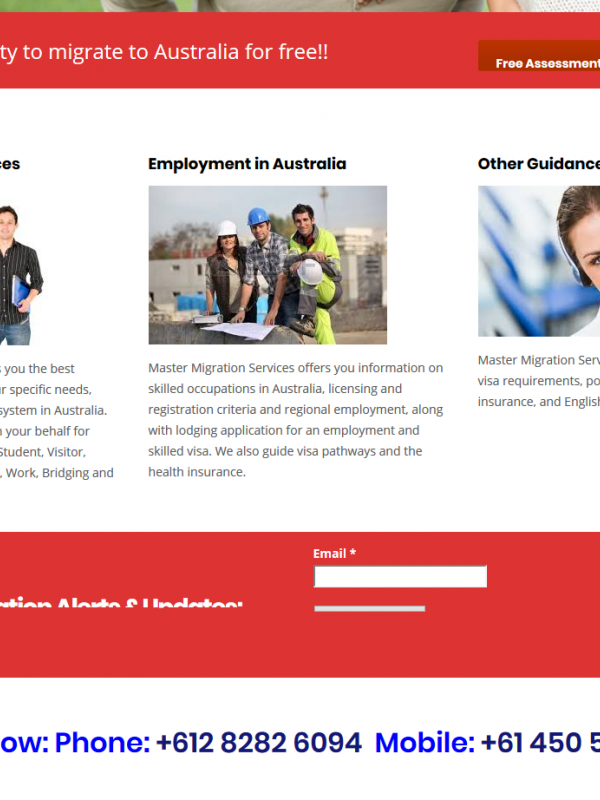 ty to migrate to Australia for free!!
Free Assessment
ces
s you the best
ur specific needs,
system in Australia.
n your behalf for
Student, Visitor,
, Work, Bridging and
Employment in Australia
Master Migration Services offers you information on
skilled occupations in Australia, licensing and
registration criteria and regional employment, along
with lodging application for an employment and
skilled visa. We also guide visa pathways and the
health insurance.
Other Guidance
Master Migration Serv
visa requirements, po
insurance, and English
ation Alerts & Updates:
Email *
ow: Phone: +612 8282 6094 Mobile: +61 450 5